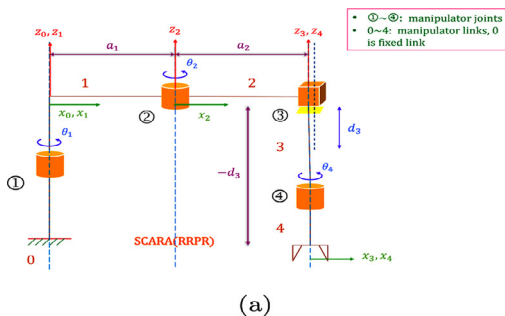 • ①~④: manipulator joints
• 0~4: manipulator links, 0
is fixed link
z₀, z₁
z₂
z₃, z₄
a₁
a₂
θ₂
1
2
x₀, x₁
②
x₂
③
θ₁
d₃
3
①
−d₃
θ₄
④
4
0
SCARA(RRPR)
x₃, x₄
(a)